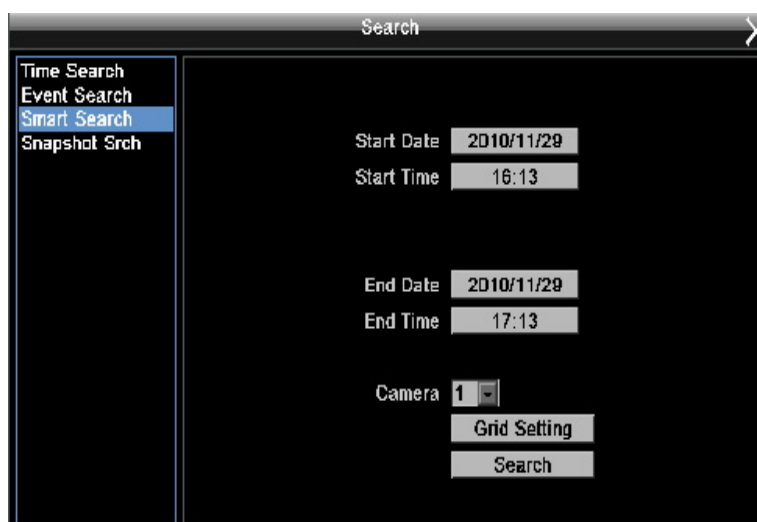 Search
Time Search
Event Search
Smart Search
Snapshot Srch
Start Date 2010/11/29
Start Time 16:13
End Date 2010/11/29
End Time 17:13
Camera 1
Grid Setting
Search